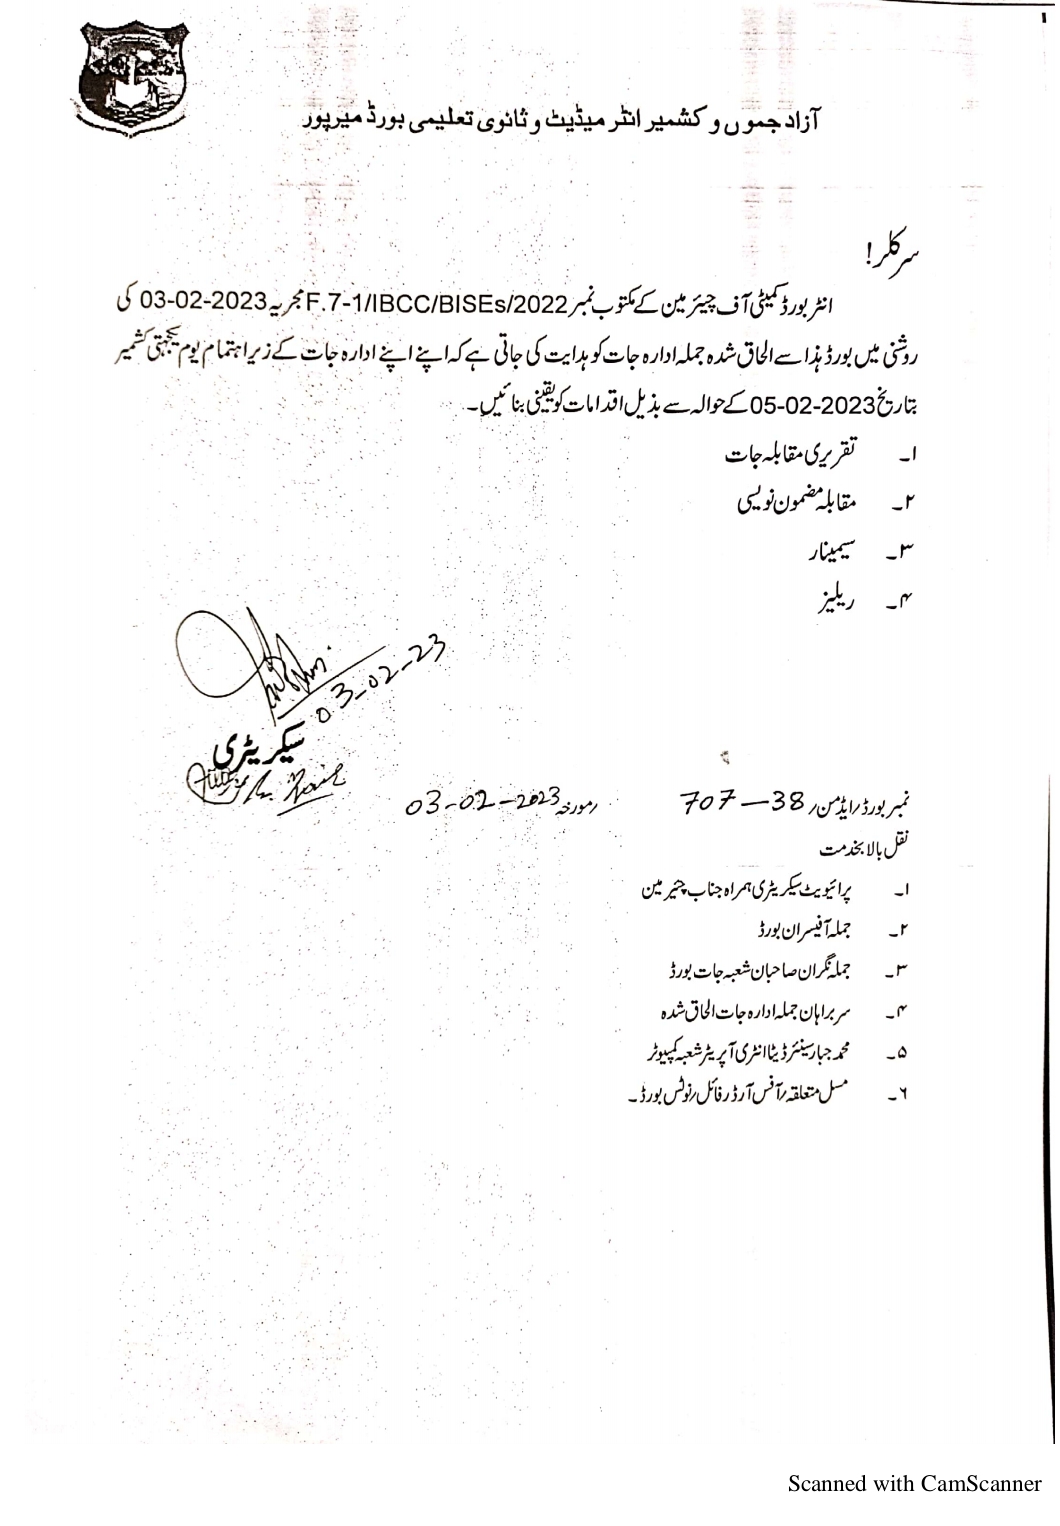 آزاد جموں و کشمیر انٹر میڈیٹ و ثانوی تعلیمی بورڈ میرپور
سرکلر!
انٹر بورڈ کمیٹی آف چیئر مین کے مکتوب نمبر F.7-1/IBCC/BISEs/2022 مجریہ 03-02-2023 کی
روشنی میں بورڈ ہذا سے الحاق شدہ جملہ ادارہ جات کو ہدایت کی جاتی ہے کہ اپنے اپنے ادارہ جات کے زیر اہتمام یوم یکجہتی کشمیر
بتاریخ 05-02-2023 کے حوالہ سے بذیل اقدامات کو یقینی بنائیں۔
۱۔ تقریری مقابلہ جات
۲۔ مقابلہ مضمون نویسی
۳۔ سیمینار
۴۔ ریلیز
03-02-23
سیکریٹری
نمبر بورڈ/ایڈمن/ 707-38 /مورخہ 03-02-2023
نقل بالا بخدمت
۱۔ پرائیویٹ سیکریٹری ہمراہ جناب چیئر مین
۲۔ جملہ آفیسران بورڈ
۳۔ جملہ نگران صاحبان شعبہ جات بورڈ
۴۔ سربراہان جملہ ادارہ جات الحاق شدہ
۵۔ محمد جبار سینئر ڈیٹا انٹری آپریٹر شعبہ کمپیوٹر
۶۔ مسل متعلقہ/آفس آرڈر فائل/نوٹس بورڈ۔
Scanned with CamScanner